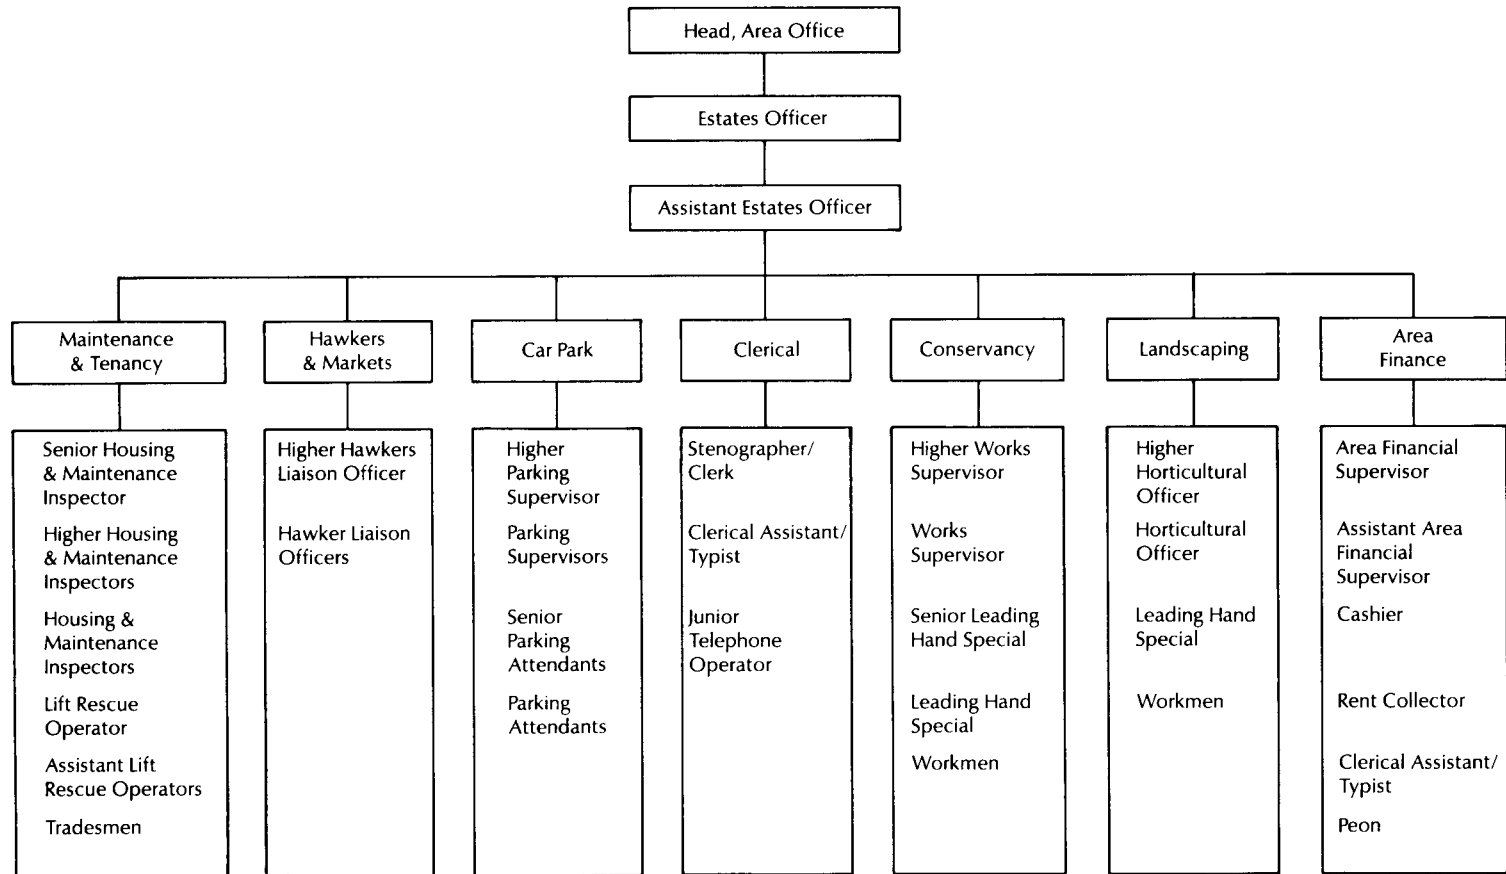 Head, Area Office
Estates Officer
Assistant Estates Officer
Maintenance
& Tenancy
Hawkers
& Markets
Car Park
Clerical
Conservancy
Landscaping
Area
Finance
Senior Housing
& Maintenance
Inspector
Higher Housing
& Maintenance
Inspectors
Housing &
Maintenance
Inspectors
Lift Rescue
Operator
Assistant Lift
Rescue Operators
Tradesmen
Higher Hawkers
Liaison Officer
Hawker Liaison
Officers
Higher
Parking
Supervisor
Parking
Supervisors
Senior
Parking
Attendants
Parking
Attendants
Stenographer/
Clerk
Clerical Assistant/
Typist
Junior
Telephone
Operator
Higher Works
Supervisor
Works
Supervisor
Senior Leading
Hand Special
Leading Hand
Special
Workmen
Higher
Horticultural
Officer
Horticultural
Officer
Leading Hand
Special
Workmen
Area Financial
Supervisor
Assistant Area
Financial
Supervisor
Cashier
Rent Collector
Clerical Assistant/
Typist
Peon